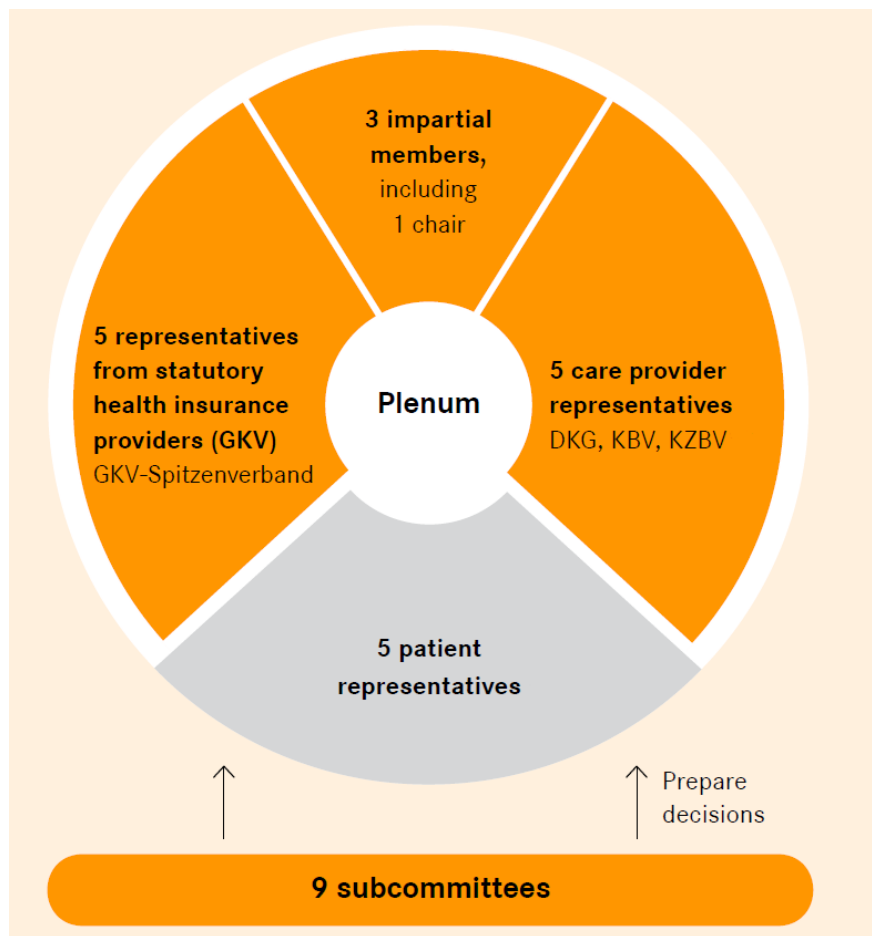 3 impartial
members,
including
1 chair
5 representatives
from statutory
health insurance
providers (GKV)
GKV-Spitzenverband
Plenum
5 care provider
representatives
DKG, KBV, KZBV
5 patient
representatives
Prepare
decisions
9 subcommittees